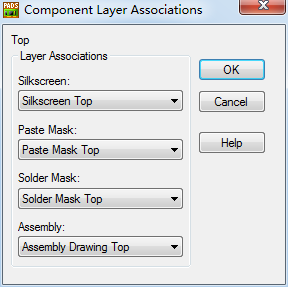 PADS
Component Layer Associations
Top
Layer Associations
Silkscreen:
Silkscreen Top
Paste Mask:
Paste Mask Top
Solder Mask:
Solder Mask Top
Assembly:
Assembly Drawing Top
OK
Cancel
Help